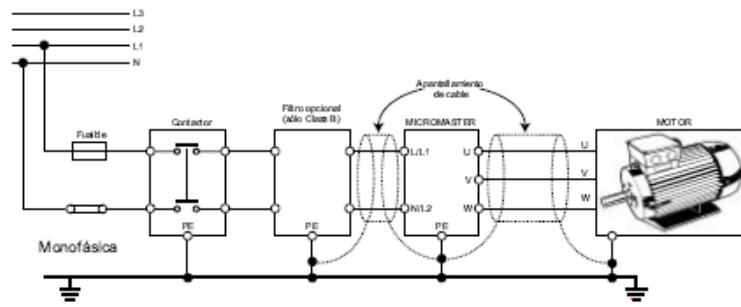 L3
L2
L1
N
Apantallamiento
de cable
Fusible
Contactor
Filtro opcional
(sólo Class B)
MICROMASTER
MOTOR
L/L1
U
U
V
V
N/L2
W
W
PE
PE
PE
Monofásica